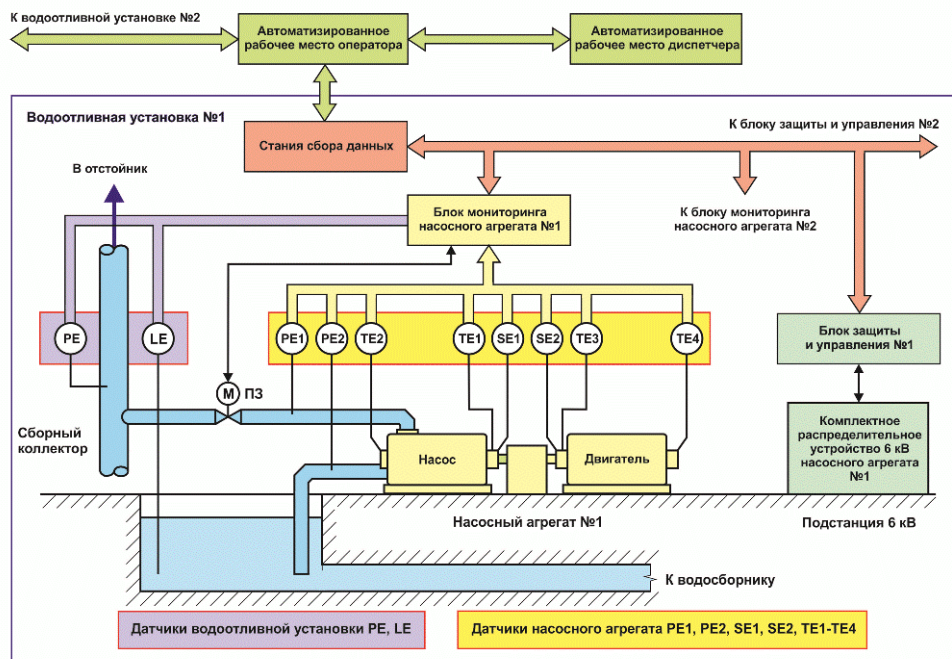 К водоотливной установке №2
Автоматизированное
рабочее место оператора
Автоматизированное
рабочее место диспетчера
Водоотливная установка №1
Стания сбора данных
К блоку защиты и управления №2
В отстойник
Блок мониторинга
насосного агрегата №1
К блоку мониторинга
насосного агрегата №2
PE
LE
PE1
PE2
TE2
TE1
SE1
SE2
TE3
TE4
Блок защиты
и управления №1
М
ПЗ
Сборный
коллектор
Насос
Двигатель
Комплектное
распределительное
устройство 6 кВ
насосного агрегата
№1
Насосный агрегат №1
Подстанция 6 кВ
К водосборнику
Датчики водоотливной установки PE, LE
Датчики насосного агрегата PE1, PE2, SE1, SE2, TE1-TE4